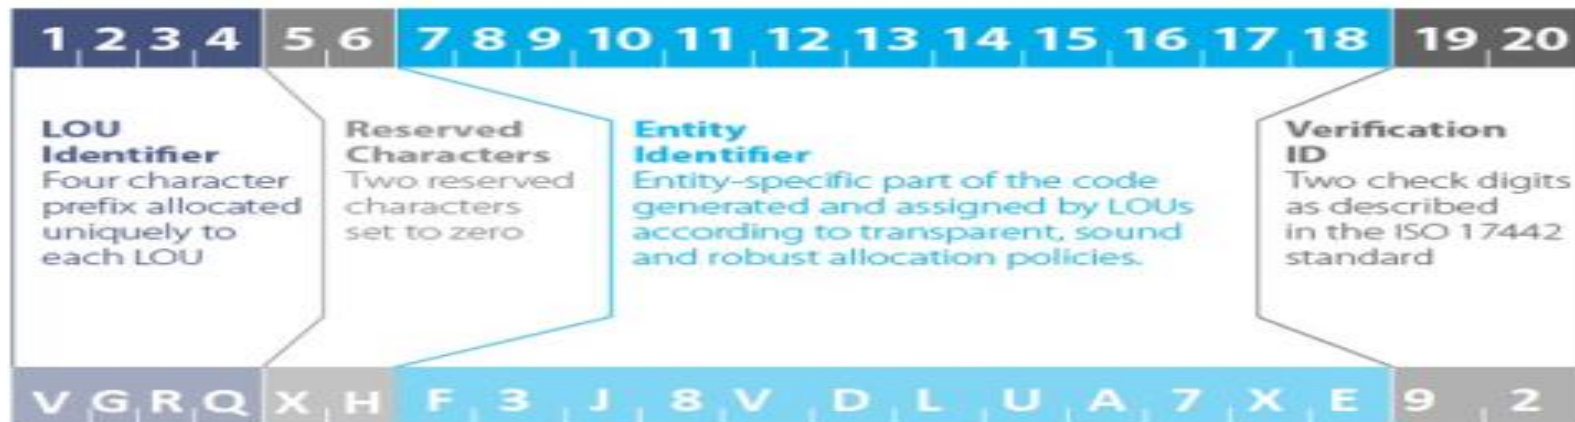 1 2 3 4 5 6 7 8 9 10 11 12 13 14 15 16 17 18 19 20
LOU
Identifier
Four character
prefix allocated
uniquely to
each LOU
Reserved
Characters
Two reserved
characters
set to zero
Entity
Identifier
Entity-specific part of the code
generated and assigned by LOUs
according to transparent, sound
and robust allocation policies.
Verification
ID
Two check digits
as described
in the ISO 17442
standard
V G R Q X H F 3 J 8 V D L U A 7 X E 9 2